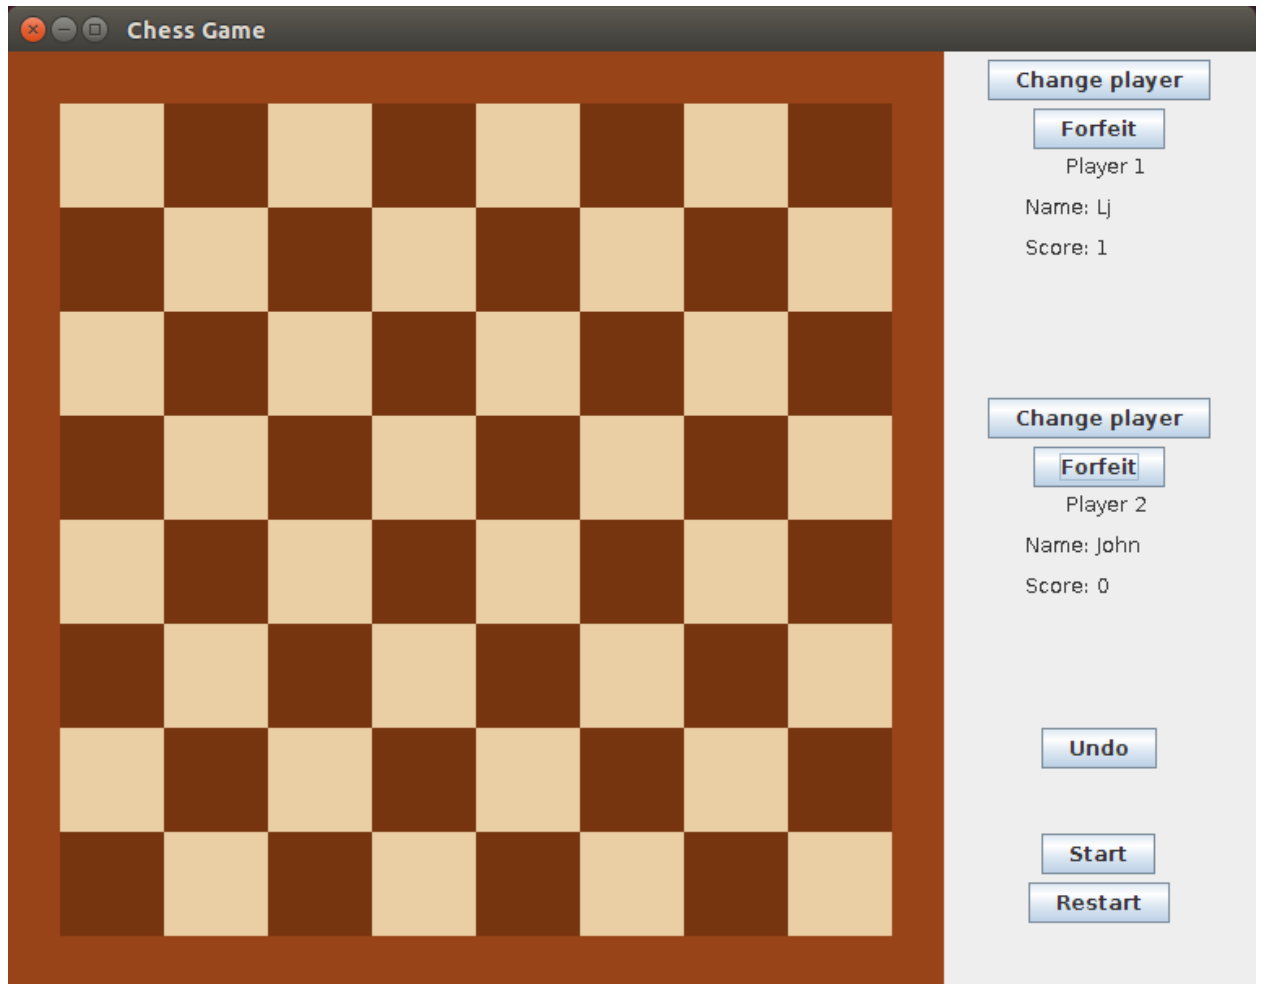 Chess Game
Change player
Forfeit
Player 1
Name: Lj
Score: 1
Change player
Forfeit
Player 2
Name: John
Score: 0
Undo
Start
Restart